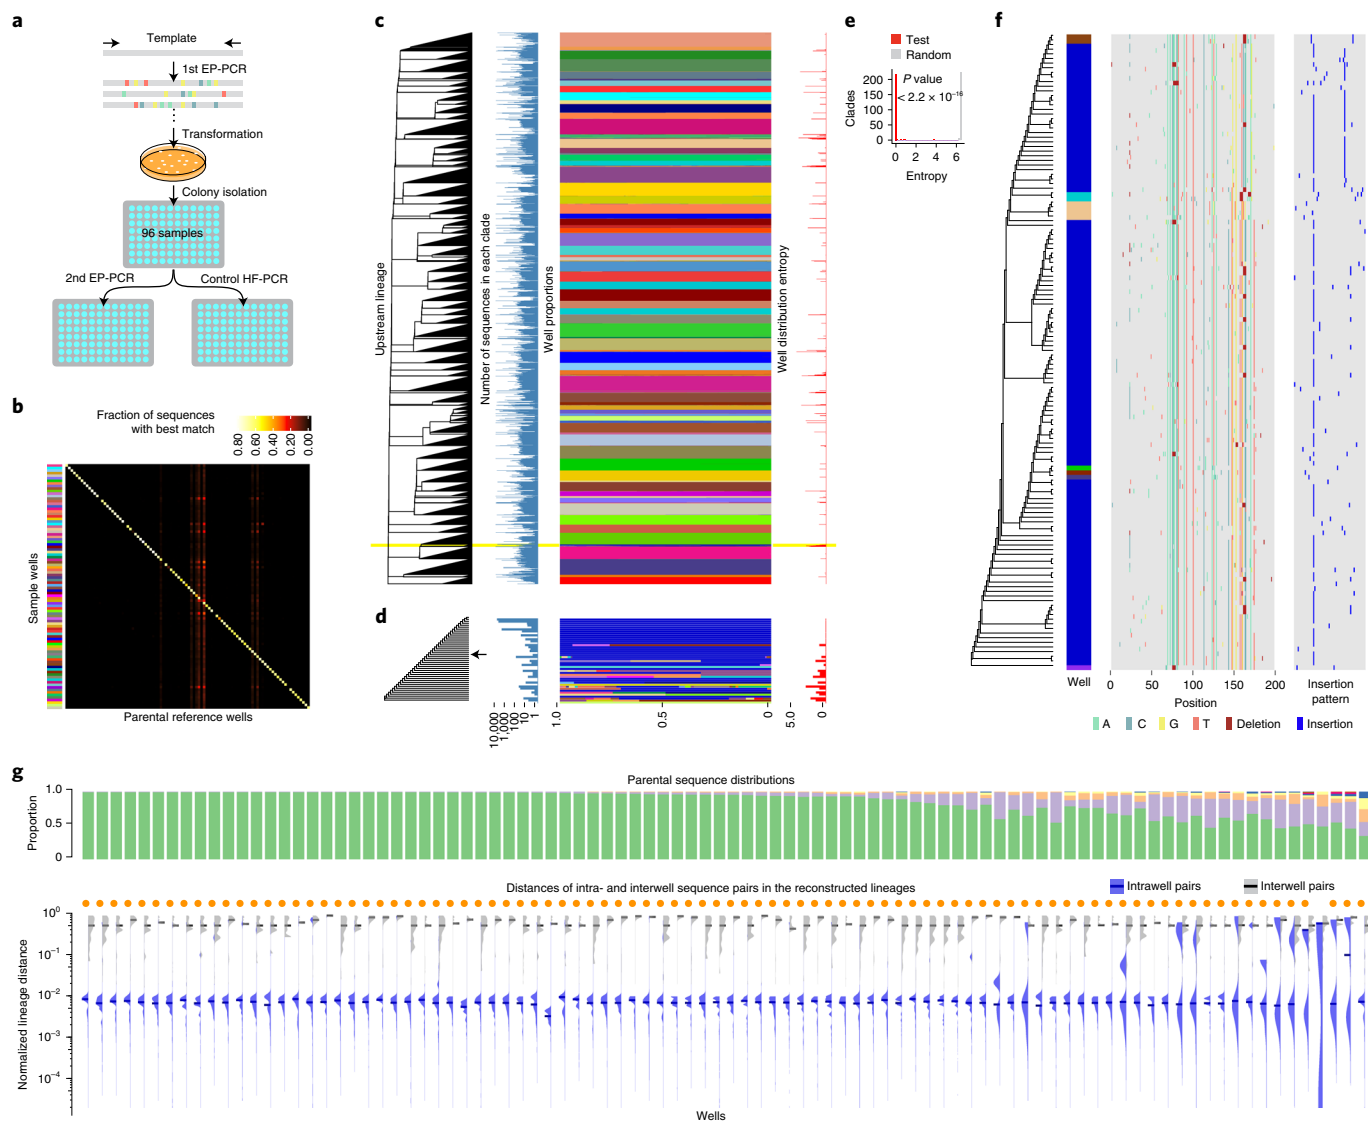 a
Template
1st EP-PCR
Transformation
Colony isolation
96 samples
2nd EP-PCR
Control HF-PCR
b
Fraction of sequences
with best match
0.80
0.60
0.40
0.20
0.00
Sample wells
Parental reference wells
c
Upstream lineage
Number of sequences in each clade
Well proportions
Well distribution entropy
d
10,000
1,000
100
10
1
1.0
0.5
0
5.0
0
e
Test
Random
P value
< 2.2 × 10⁻¹⁶
200
150
100
50
0
Clades
0 2 4 6
Entropy
f
Well
0 50 100 150 200
Position
Insertion
pattern
A C G T Deletion Insertion
g
Parental sequence distributions
1.0
0.5
0
Proportion
Distances of intra- and interwell sequence pairs in the reconstructed lineages
Intrawell pairs
Interwell pairs
10⁰
10⁻¹
10⁻²
10⁻³
10⁻⁴
Normalized lineage distance
Wells